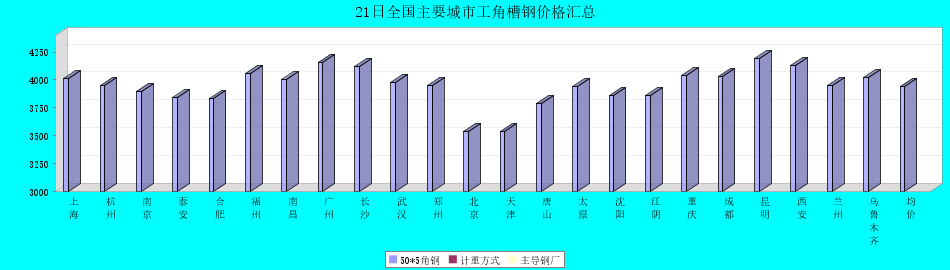 21日全国主要城市工角槽钢价格汇总
4250
4000
3750
3500
3250
3000
上海 杭州 南京 泰安 合肥 福州 南昌 广州 长沙 武汉 郑州 北京 天津 唐山 太原 沈阳 江阴 重庆 成都 昆明 西安 兰州 乌鲁木齐 均价
50*5角钢 计重方式 主导钢厂